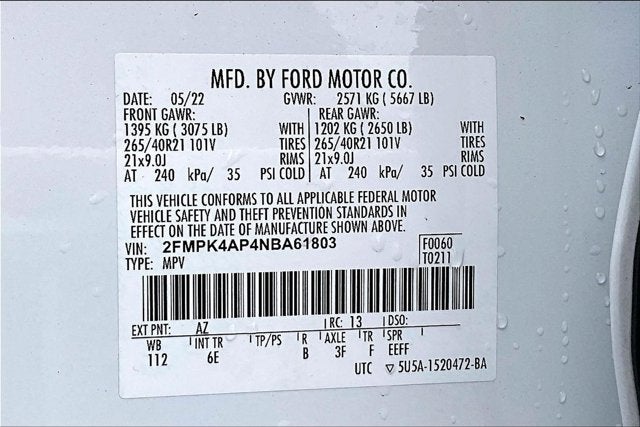 MFD. BY FORD MOTOR CO.
DATE: 05/22 GVWR: 2571 KG ( 5667 LB)
FRONT GAWR: REAR GAWR:
1395 KG ( 3075 LB) WITH 1202 KG ( 2650 LB) WITH
265/40R21 101V TIRES 265/40R21 101V TIRES
21x9.0J RIMS 21x9.0J RIMS
AT 240 kPa/ 35 PSI COLD AT 240 kPa/ 35 PSI COLD
THIS VEHICLE CONFORMS TO ALL APPLICABLE FEDERAL MOTOR
VEHICLE SAFETY AND THEFT PREVENTION STANDARDS IN
EFFECT ON THE DATE OF MANUFACTURE SHOWN ABOVE.
VIN: 2FMPK4AP4NBA61803 F0060
TYPE: MPV T0211
EXT PNT: AZ RC: 13 DSO:
WB INT TR TP/PS R AXLE TR SPR
112 6E B 3F F EEFF
UTC ▽5U5A-1520472-BA